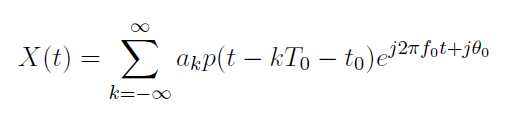 X(t) = \sum_{k=-\infty}^{\infty} a_k p(t - kT_0 - t_0)e^{j2\pi f_0 t + j\theta_0}